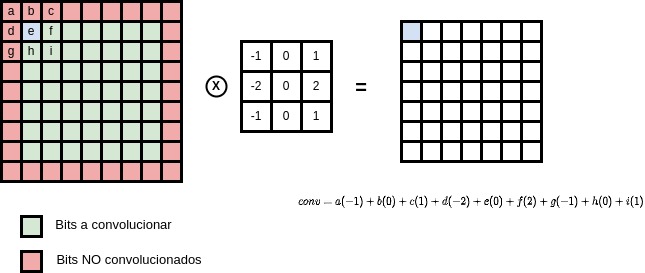 a b c
d e f
g h i
X
-1 0 1
-2 0 2
-1 0 1
=
conv = a(-1) + b(0) + c(1) + d(-2) + e(0) + f(2) + g(-1) + h(0) + i(1)
Bits a convolucionar
Bits NO convolucionados